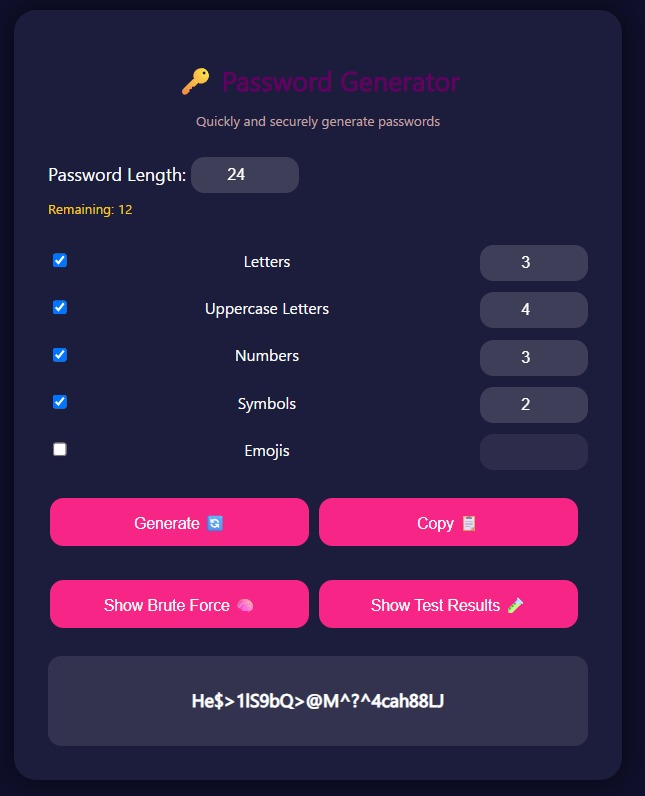 🔑 Password Generator
Quickly and securely generate passwords
Password Length: 24
Remaining: 12
Letters 3
Uppercase Letters 4
Numbers 3
Symbols 2
Emojis
Generate 🔄 Copy 📋
Show Brute Force 🧠 Show Test Results 🧪
He$>1lS9bQ>@M^?^4cah88LJ